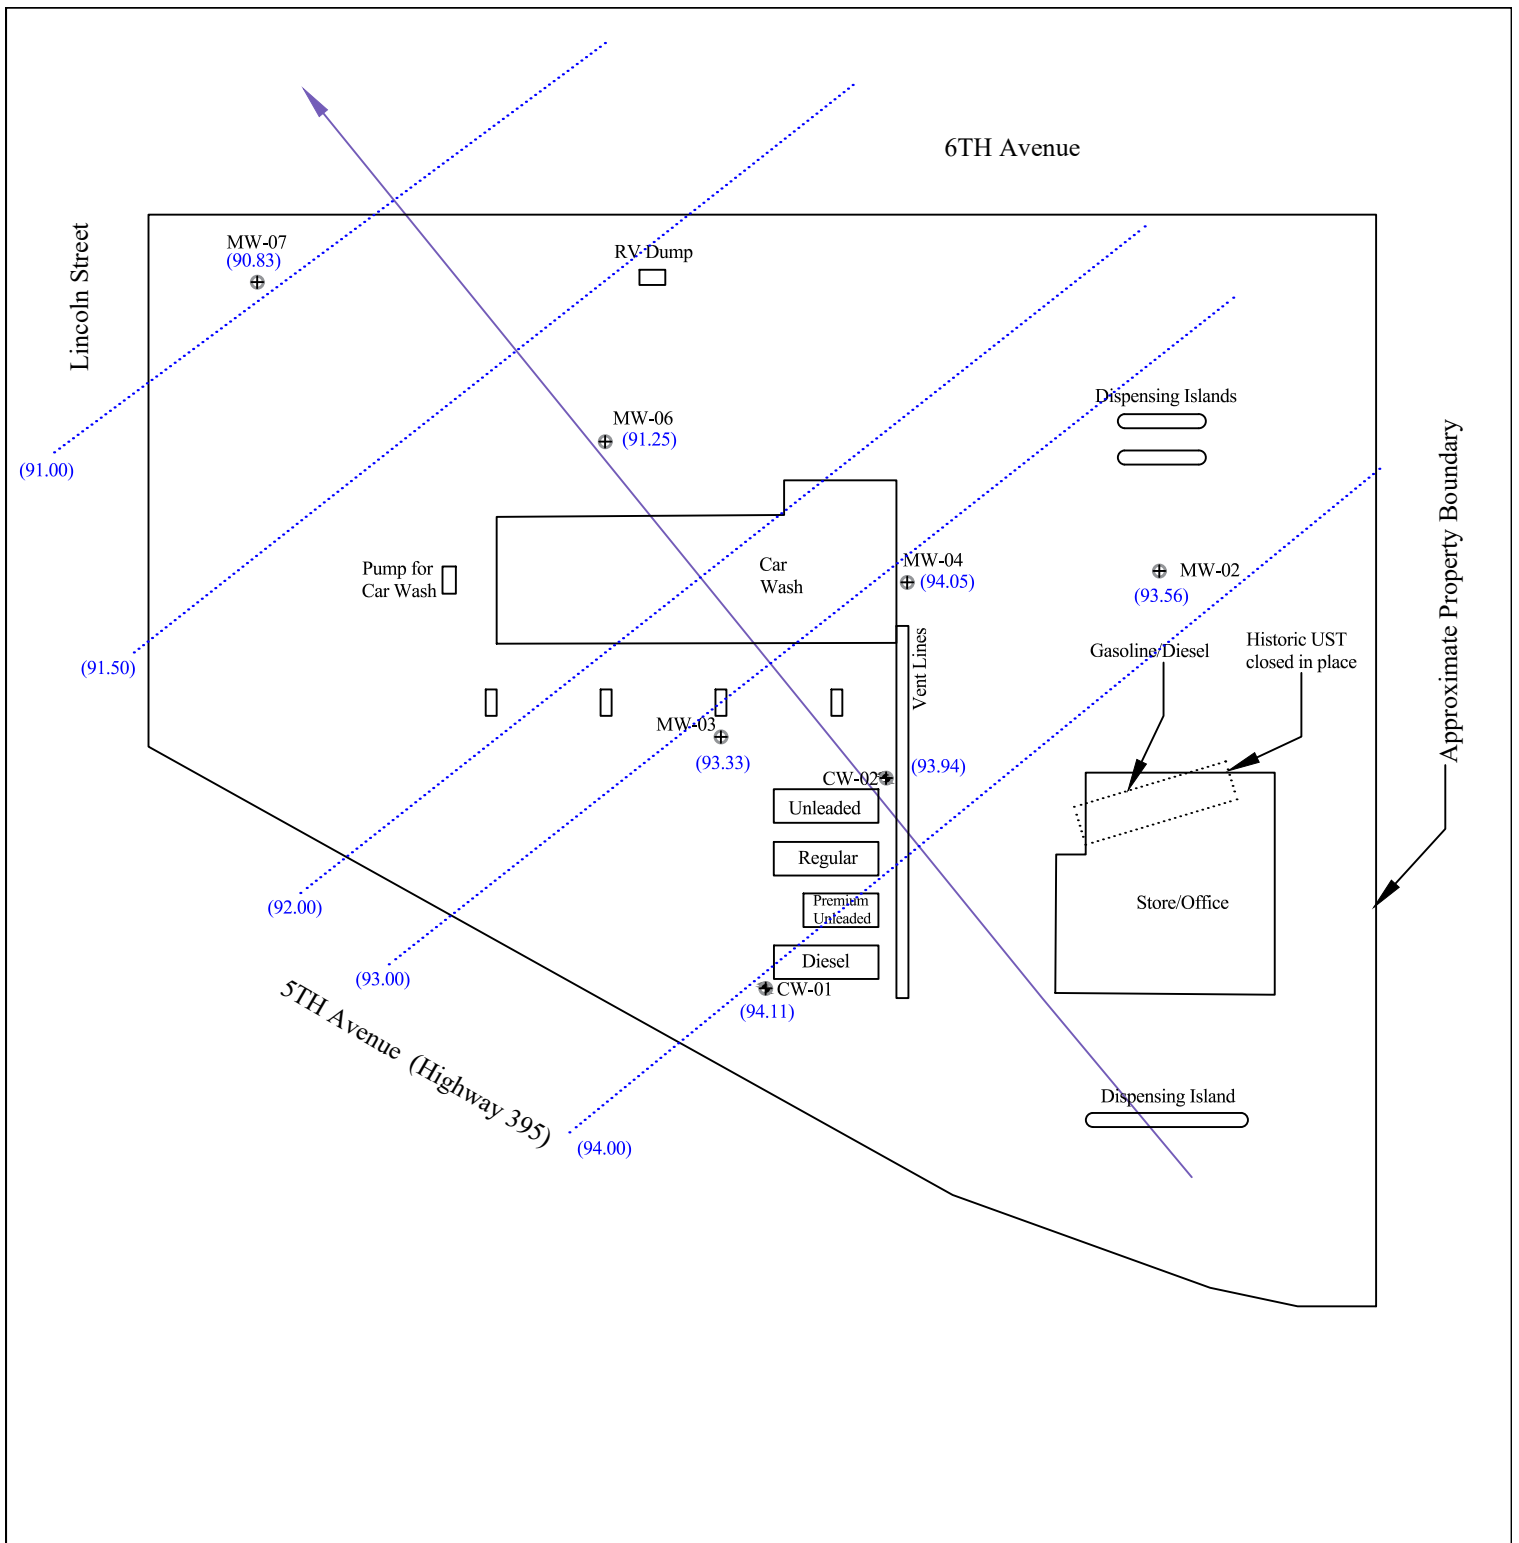 6TH Avenue
Lincoln Street
MW-07
(90.83)
RV Dump
Dispensing Islands
MW-06
(91.25)
(91.00)
Approximate Property Boundary
Pump for
Car Wash
Car
Wash
MW-04
(94.05)
MW-02
(93.56)
Vent Lines
Gasoline/Diesel
Historic UST
closed in place
(91.50)
MW-03
(93.33)
CW-02
(93.94)
Unleaded
Regular
Premium
Unleaded
Store/Office
(92.00)
Diesel
(93.00)
CW-01
(94.11)
5TH Avenue (Highway 395)
Dispensing Island
(94.00)